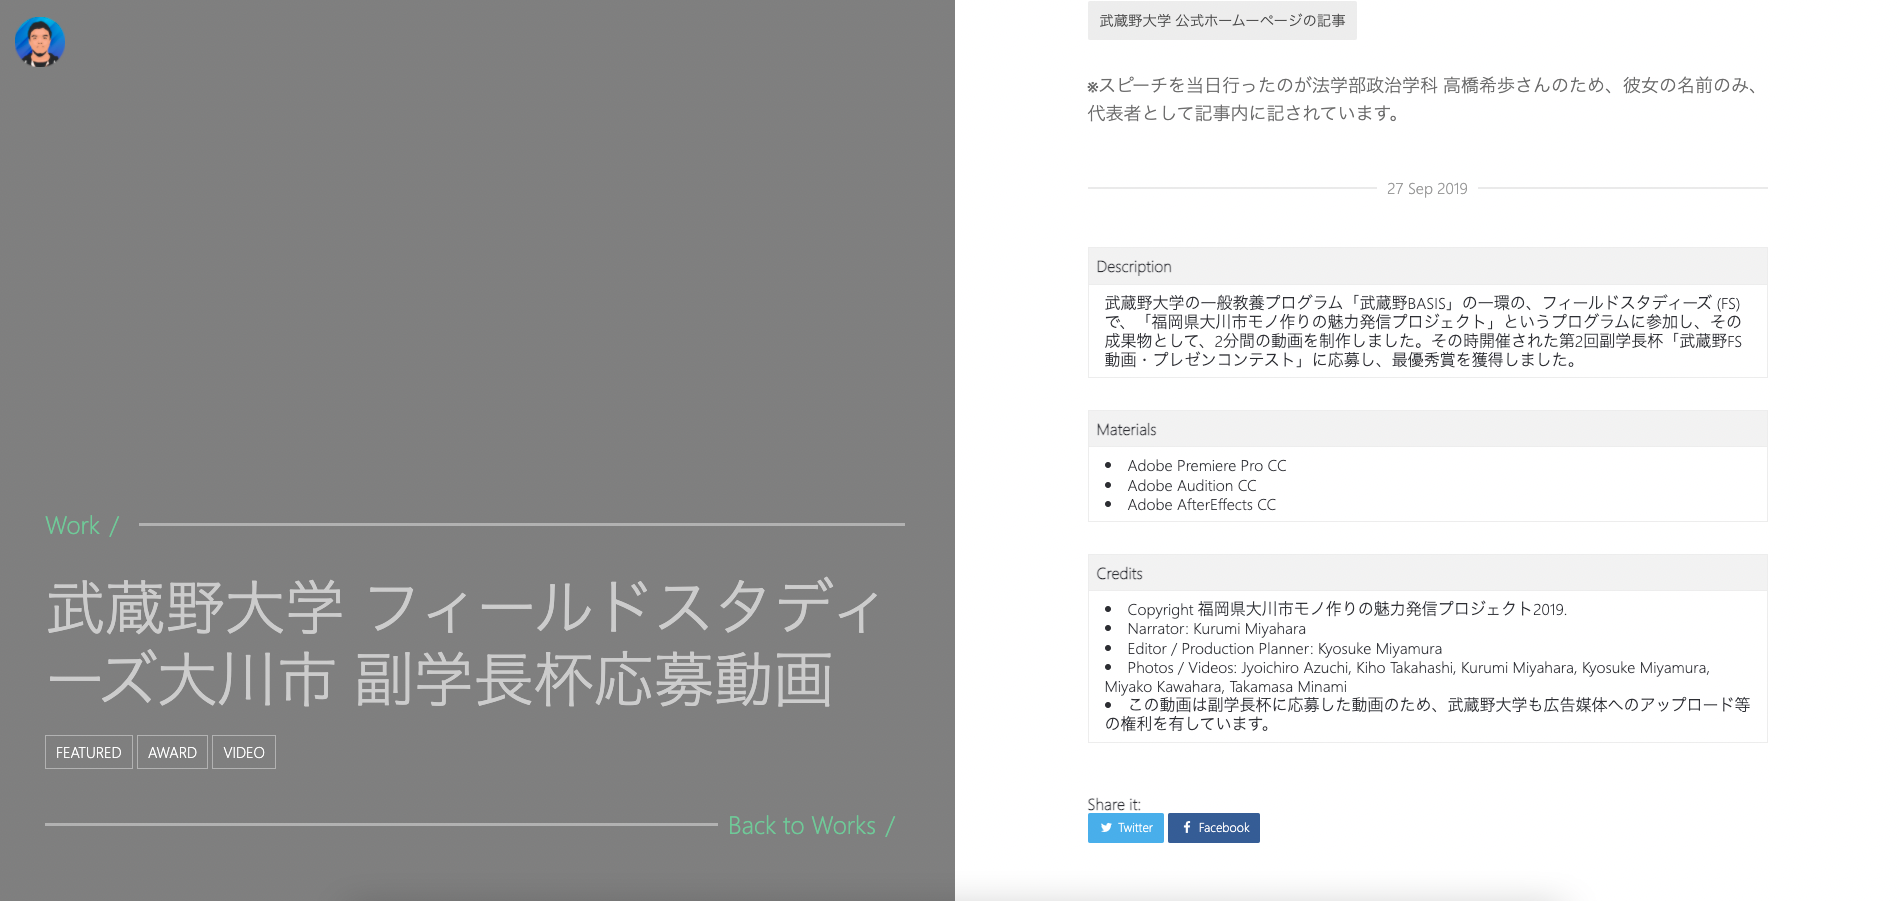 Work /
武蔵野大学 フィールドスタディ
ーズ大川市 副学長杯応募動画
FEATURED
AWARD
VIDEO
Back to Works /
武蔵野大学 公式ホームーページの記事
※スピーチを当日行ったのが法学部政治学科 高橋希歩さんのため、彼女の名前のみ、
代表者として記事内に記されています。
27 Sep 2019
Description
武蔵野大学の一般教養プログラム「武蔵野BASIS」の一環の、フィールドスタディーズ (FS)
で、「福岡県大川市モノ作りの魅力発信プロジェクト」というプログラムに参加し、その
成果物として、2分間の動画を制作しました。その時開催された第2回副学長杯「武蔵野FS
動画・プレゼンコンテスト」に応募し、最優秀賞を獲得しました。
Materials
• Adobe Premiere Pro CC
• Adobe Audition CC
• Adobe AfterEffects CC
Credits
• Copyright 福岡県大川市モノ作りの魅力発信プロジェクト2019.
• Narrator: Kurumi Miyahara
• Editor / Production Planner: Kyosuke Miyamura
• Photos / Videos: Jyoichiro Azuchi, Kiho Takahashi, Kurumi Miyahara, Kyosuke Miyamura,
Miyako Kawahara, Takamasa Minami
• この動画は副学長杯に応募した動画のため、武蔵野大学も広告媒体へのアップロード等
の権利を有しています。
Share it:
Twitter
Facebook